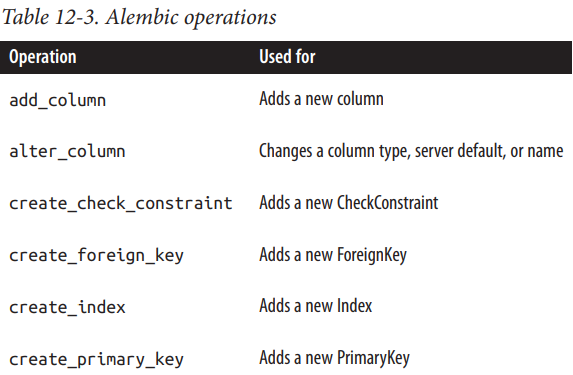 Table 12-3. Alembic operations
Operation Used for
add_column Adds a new column
alter_column Changes a column type, server default, or name
create_check_constraint Adds a new CheckConstraint
create_foreign_key Adds a new ForeignKey
create_index Adds a new Index
create_primary_key Adds a new PrimaryKey